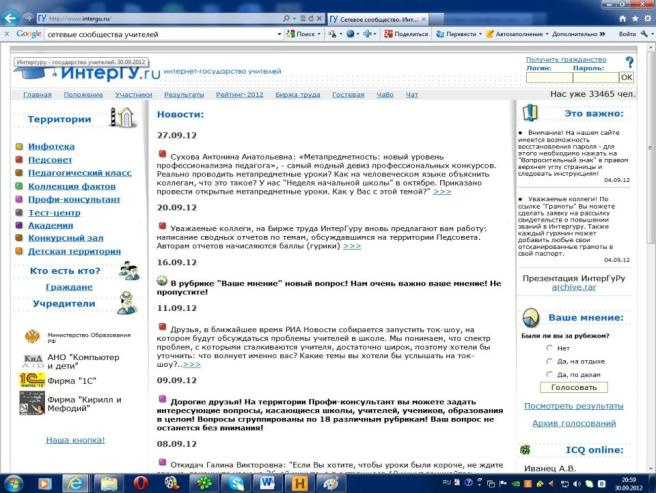 http://www.intergu.ru/
Сетевое сообщество. Инт...
Google
сетевые сообщества учителей
Поиск
Поделиться
Перевести
Автозаполнение
Дополнительно »
Войти
Интергуру - государство учителей, 30.09.2012
ИнтерГУ.ru интернет-государство учителей
Получить гражданство
Логин: Пароль:
OK
?
Главная Положение Участники Результаты Рейтинг-2012 Биржа труда Гостевая ЧаВо Чат
Нас уже 33465 чел.
Территории
Инфотека
Педсовет
Педагогический класс
Коллекция фактов
Профи-консультант
Тест-центр
Академия
Конкурсный зал
Детская территория
Кто есть кто?
Граждане
Учредители
Министерство Образования
РФ
КиД
АНО "Компьютер
и дети"
1С
Фирма "1С"
Фирма "Кирилл и
Мефодий"
Наша кнопка!
Новости:
27.09.12
Сухова Антонина Анатольевна: «Метапредметность: новый уровень
профессионализма педагога», - самый модный девиз профессиональных конкурсов.
Реально проводить метапредметные уроки? Как на человеческом языке объяснить
коллегам, что это такое? У нас "Неделя начальной школы" в октябре. Приказано
провести открытые метапредметные уроки. Как у Вас с этой темой?" >>>
20.09.12
Уважаемые коллеги, на Бирже труда ИнтерГуру вновь предлагают вам работу:
написание сводных отчетов по темам, обсуждавшимся на территории Педсовета.
Авторам отчетом начисляются баллы (гурики) >>>
16.09.12
В рубрике "Ваше мнение" новый вопрос! Нам очень важно ваше мнение! Не
пропустите!
11.09.12
Друзья, в ближайшее время РИА Новости собирается запустить ток-шоу, на
котором будут обсуждаться проблемы учителей в школе. Мы понимаем, что спектр
проблем, с которыми сталкиваются учителя, достаточно широк, поэтому хотели бы
уточнить: что волнует именно вас? Какие темы вы хотели бы услышать на ток-
шоу?..>>>
09.09.12
Дорогие друзья! На территории Профи-консультант вы можете задать
интересующие вопросы, касающиеся школы, учителей, учеников, образования
в целом! Вопросы сгруппированы по 18 различным рубрикам! Ваш вопрос не
останется без внимания!
08.09.12
Откидач Галина Викторовна: "Если Вы хотите, чтобы уроки были короче, не ждите
Это важно:
Внимание! На нашем сайте
имеется возможность
восстановления пароля - для
этого необходимо нажать на
"Вопросительный знак" в правом
верхнем углу страницы и
следовать инструкциям!
04.09.12
Уважаемые коллеги! По
ссылке "Грамоты" Вы можете
сделать заявку на рассылку
свидетельств о повышении
званий в Интергуру. Также
каждый гурянин может
добавить любые свои
отсканированные грамоты в
свой паспорт.
04.09.12
Презентация ИнтерГуРу
archive.rar
Ваше мнение:
Были ли вы за рубежом?
Нет
Да, на отдыхе
Да, по делам
Голосовать
Посмотреть результаты
Архив голосований
ICQ online:
Иванец А.В.
RU
20:59
30.09.2012